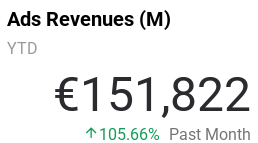 Ads Revenues (M)
YTD
€151,822
↑105.66% Past Month